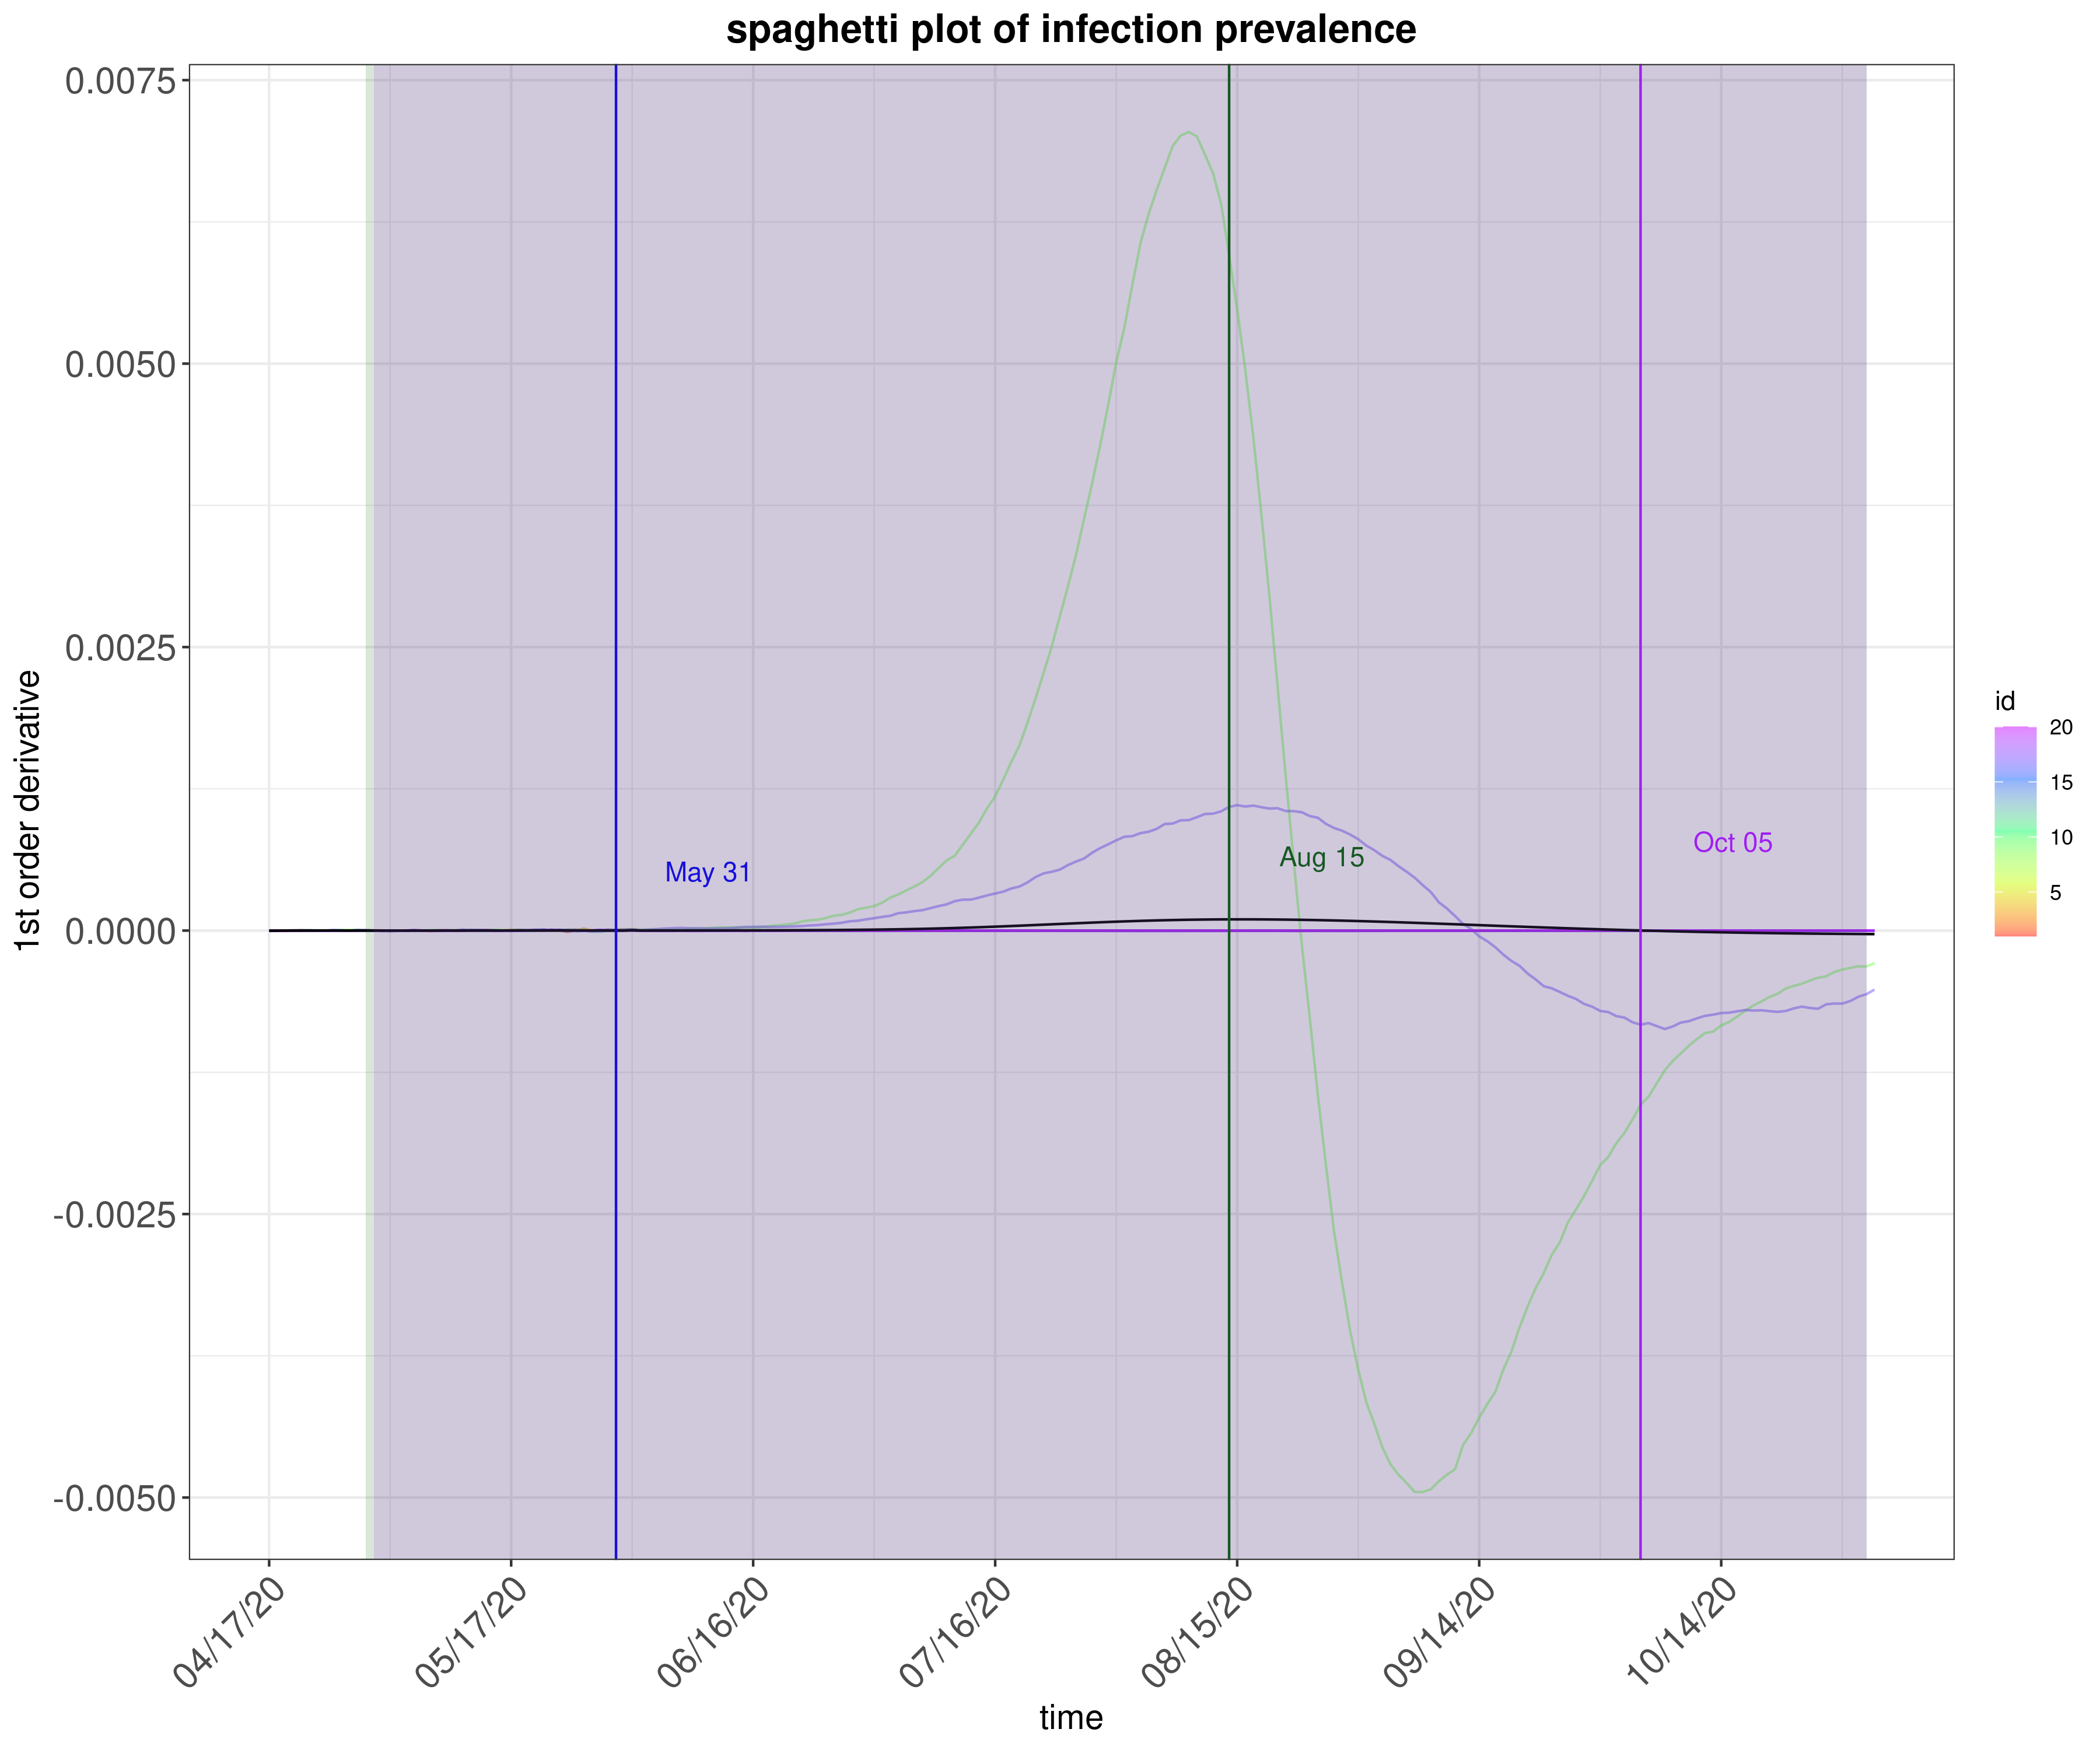 spaghetti plot of infection prevalence
0.0075
0.0050
0.0025
0.0000
-0.0025
-0.0050
1st order derivative
May 31
Aug 15
Oct 05
04/17/20
05/17/20
06/16/20
07/16/20
08/15/20
09/14/20
10/14/20
time
id
20
15
10
5